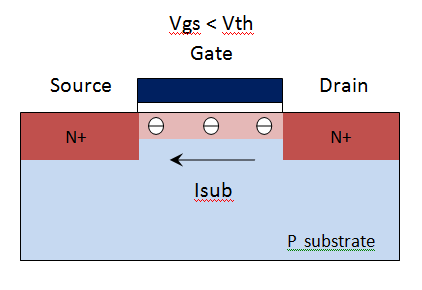 Vgs < Vth
Gate
Source
Drain
N+
N+
Isub
P substrate